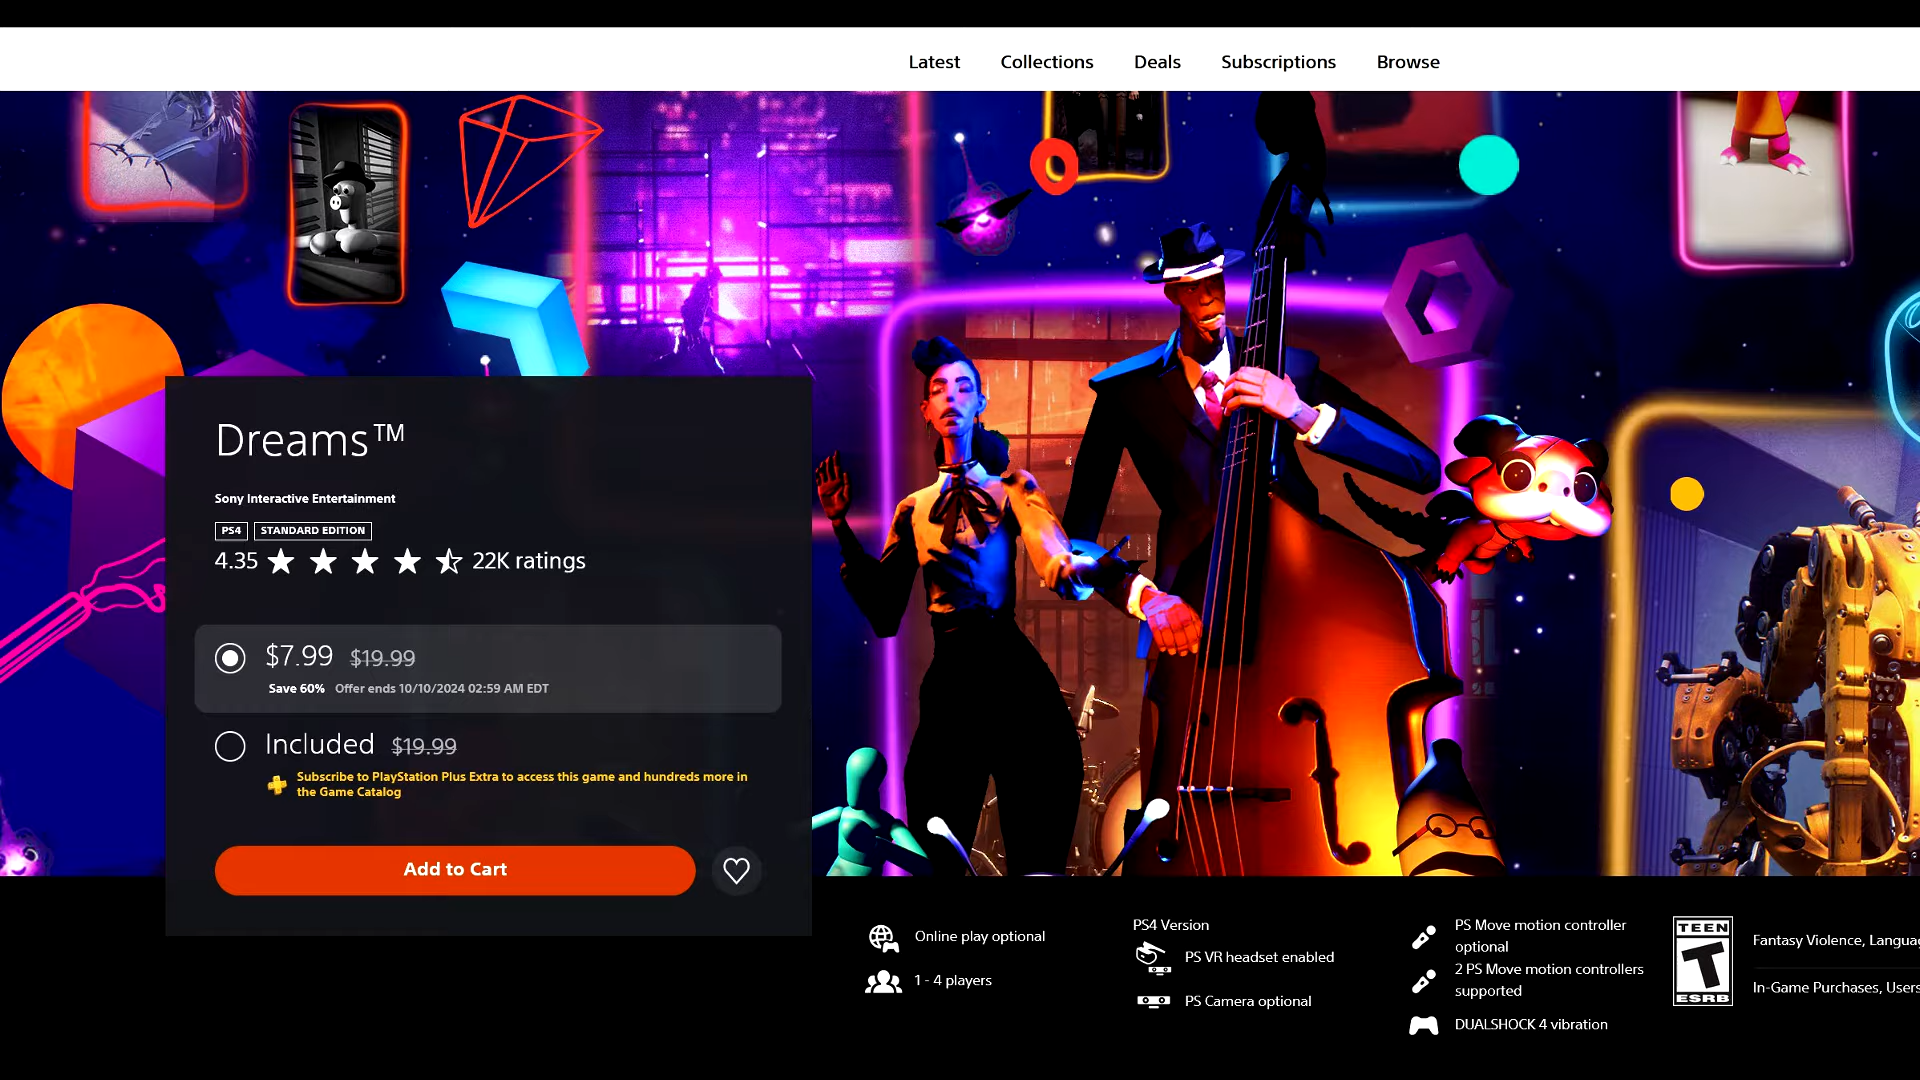 Latest Collections Deals Subscriptions Browse
Dreams™
Sony Interactive Entertainment
PS4 STANDARD EDITION
4.35 22K ratings
$7.99 $19.99
Save 60% Offer ends 10/10/2024 02:59 AM EDT
Included $19.99
Subscribe to PlayStation Plus Extra to access this game and hundreds more in
the Game Catalog
Add to Cart
Online play optional
1 - 4 players
PS4 Version
PS VR headset enabled
PS Camera optional
PS Move motion controller
optional
2 PS Move motion controllers
supported
DUALSHOCK 4 vibration
TEEN
T
ESRB
Fantasy Violence,
In-Game Purchases, Users